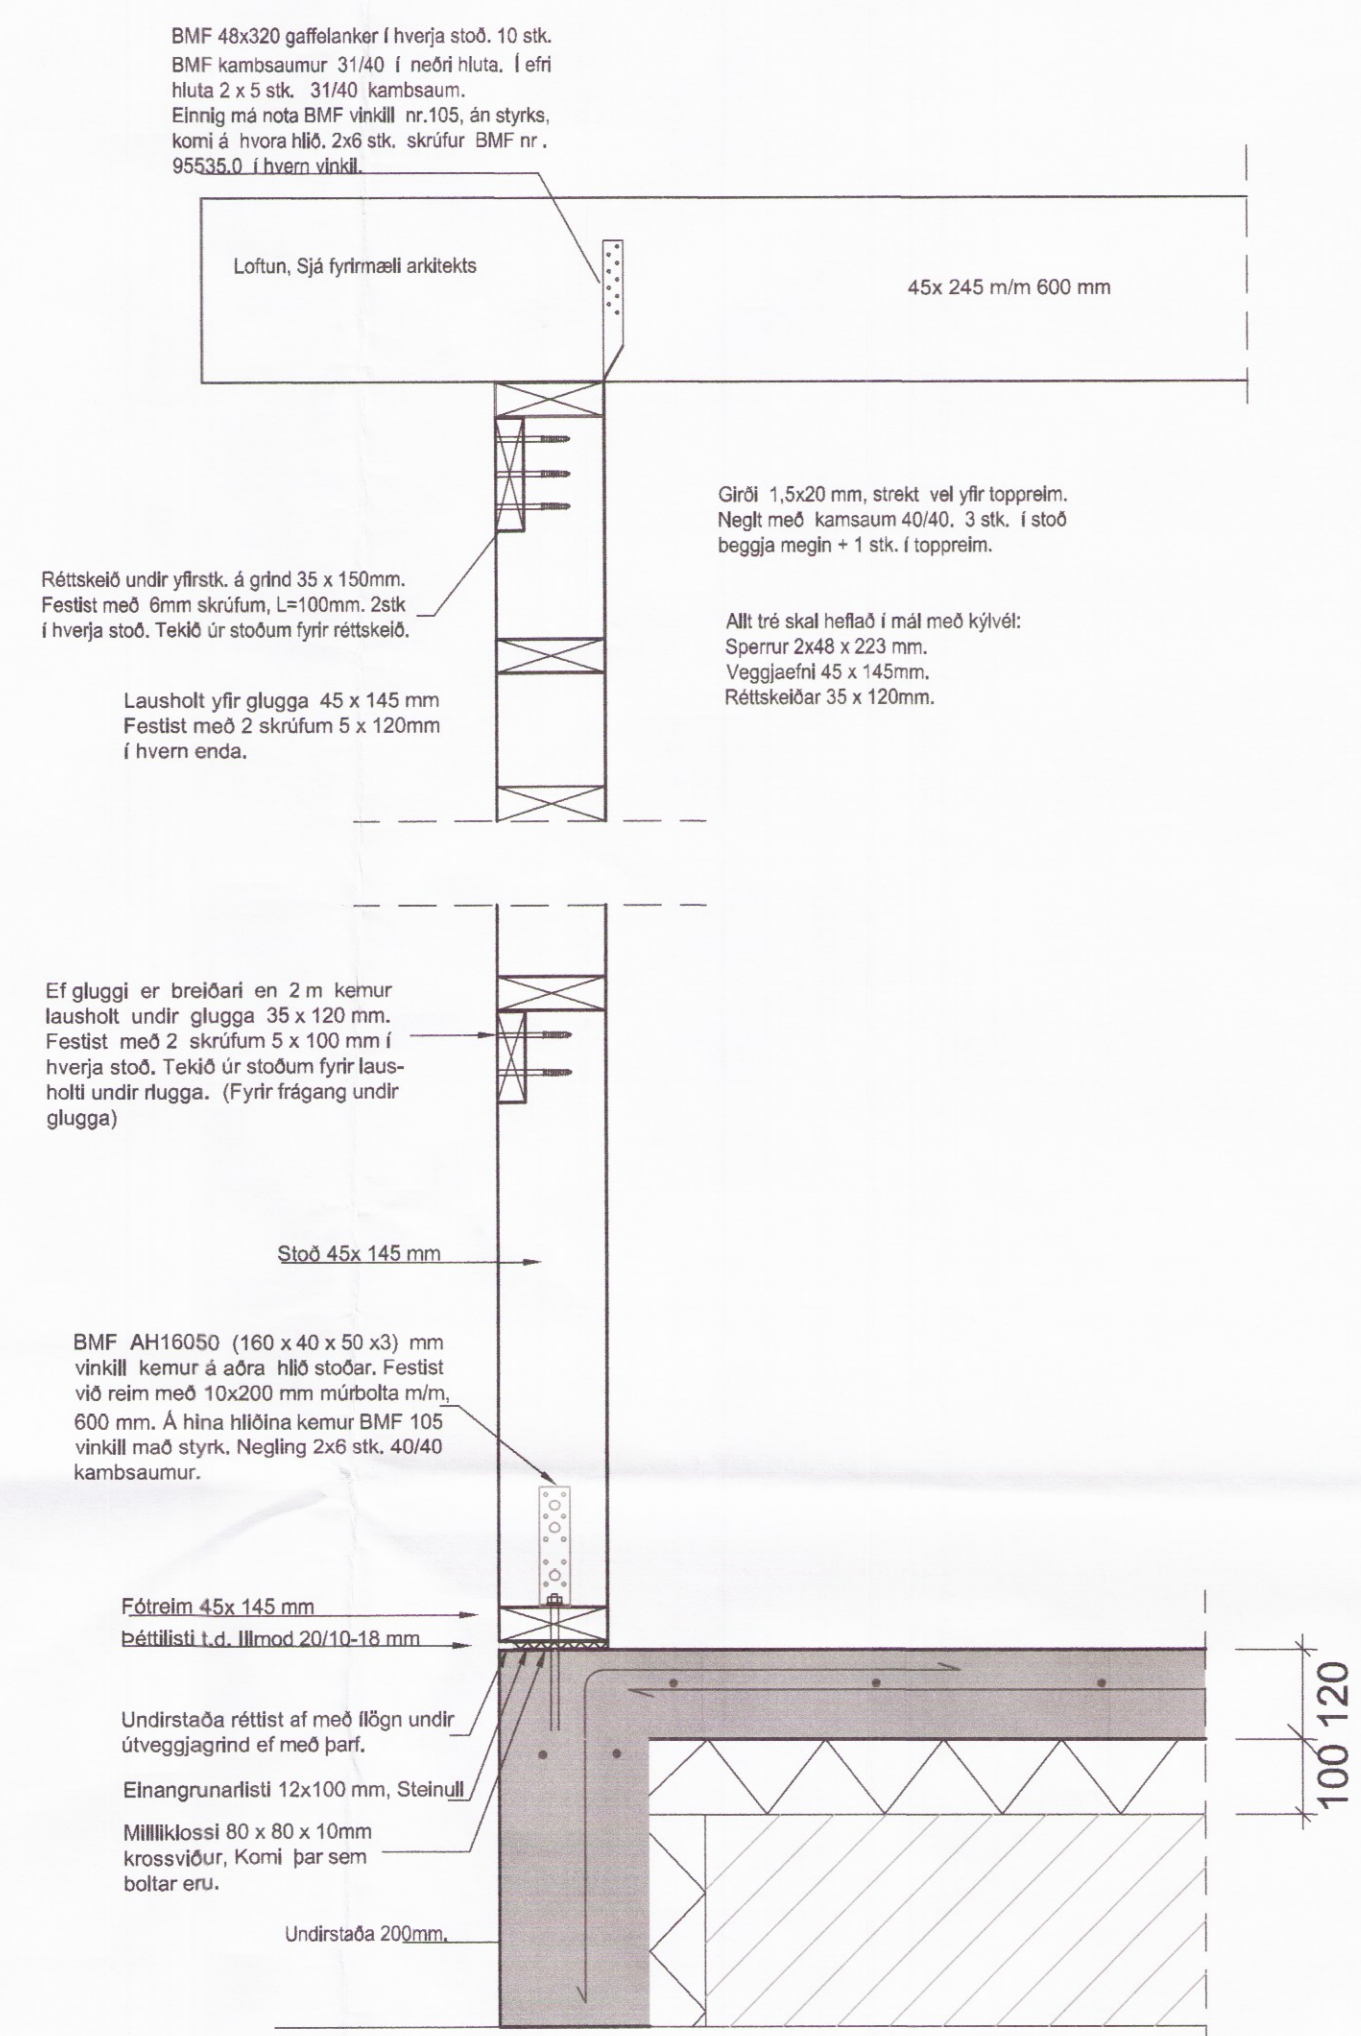 BMF 48x320 gaffelanker í hverja stoð. 10 stk.
BMF kambsaumur 31/40 í neðri hluta. Í efri
hluta 2 x 5 stk. 31/40 kambsaum.
Einnig má nota BMF vinkill nr.105, án styrks,
komi á hvora hlið. 2x6 stk. skrúfur BMF nr.
95535.0 í hvern vinkil.
Loftun, Sjá fyrirmæli arkitekts
45x 245 m/m 600 mm
Girði 1,5x20 mm, strekt vel yfir toppreim.
Neglt með kamsaum 40/40. 3 stk. í stoð
beggja megin + 1 stk. í toppreim.
Réttskeið undir yfirstk. á grind 35 x 150mm.
Festist með 6mm skrúfum, L=100mm. 2stk
í hverja stoð. Tekið úr stoðum fyrir réttskeið.
Allt tré skal heflað í mál með kýlvél:
Sperrur 2x48 x 223 mm.
Veggjaefni 45 x 145mm.
Réttskeiðar 35 x 120mm.
Lausholt yfir glugga 45 x 145 mm
Festist með 2 skrúfum 5 x 120mm
í hvern enda.
Ef gluggi er breiðari en 2 m kemur
lausholt undir glugga 35 x 120 mm.
Festist með 2 skrúfum 5 x 100 mm í
hverja stoð. Tekið úr stoðum fyrir laus-
holti undir rlugga. (Fyrir frágang undir
glugga)
Stoð 45x 145 mm
BMF AH16050 (160 x 40 x 50 x3) mm
vinkill kemur á aðra hlið stoðar. Festist
við reim með 10x200 mm múrbolta m/m,
600 mm. Á hina hliðina kemur BMF 105
vinkill mað styrk. Negling 2x6 stk. 40/40
kambsaumur.
Fótreim 45x 145 mm
Þéttilisti t.d. Illmod 20/10-18 mm
Undirstaða réttist af með ílögn undir
útveggjagrind ef með þarf.
Einangrunarlisti 12x100 mm, Steinull
Millliklossi 80 x 80 x 10mm
krossviður, Komi þar sem
boltar eru.
Undirstaða 200mm.
100 120